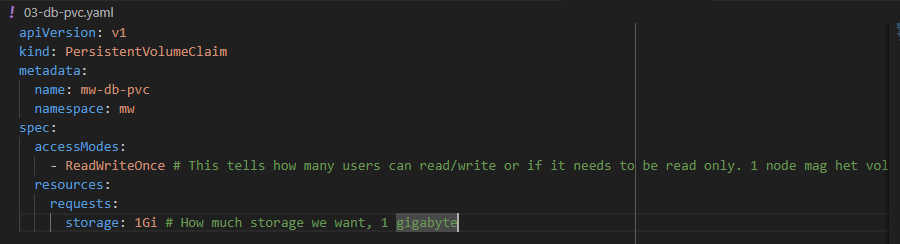 ! 03-db-pvc.yaml
apiVersion: v1
kind: PersistentVolumeClaim
metadata:
  name: mw-db-pvc
  namespace: mw
spec:
  accessModes:
    - ReadWriteOnce # This tells how many users can read/write or if it needs to be read only. 1 node mag het vol
  resources:
    requests:
      storage: 1Gi # How much storage we want, 1 gigabyte